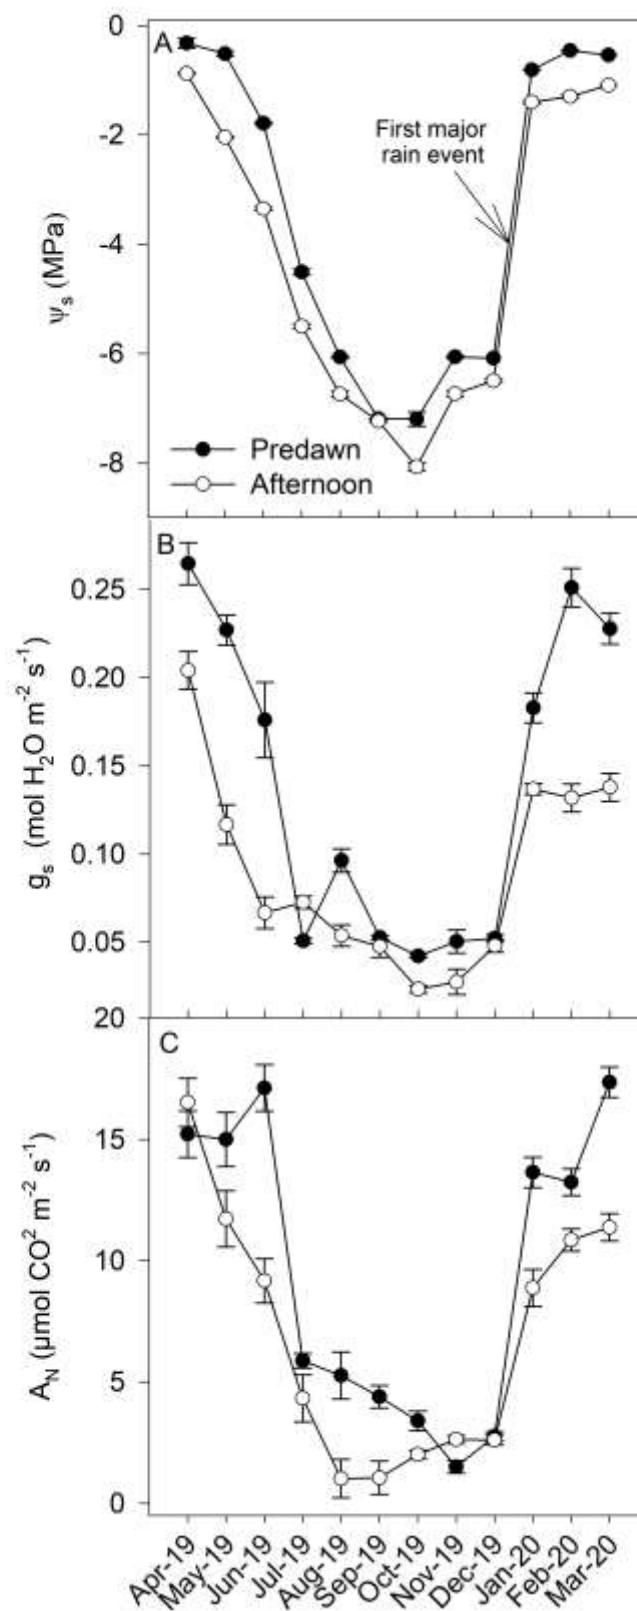 A
0
-2
-4
-6
-8
ψs (MPa)
First major
rain event
Predawn
Afternoon
B
0.25
0.20
0.15
0.10
0.05
gs (mol H2O m-2 s-1)
C
20
15
10
5
0
AN (µmol CO2 m-2 s-1)
Apr-19
May-19
Jun-19
Jul-19
Aug-19
Sep-19
Oct-19
Nov-19
Dec-19
Jan-20
Feb-20
Mar-20